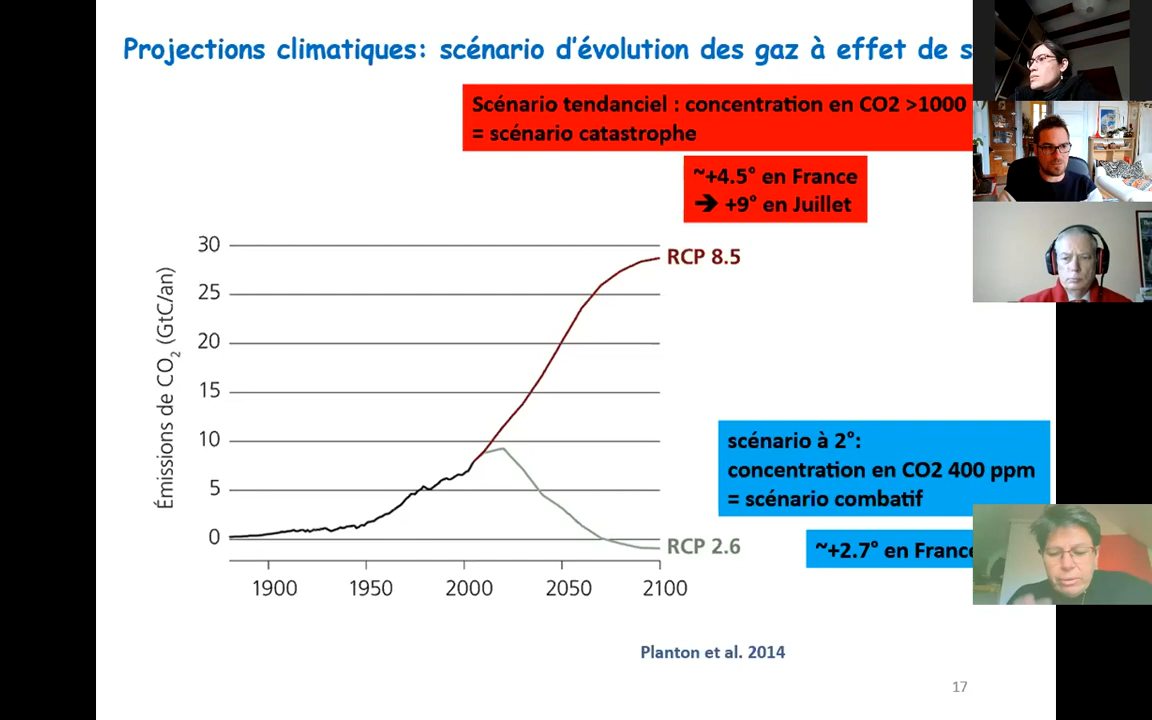 Projections climatiques: scénario d’évolution des gaz à effet de s
Scénario tendanciel : concentration en CO2 >1000
= scénario catastrophe
~+4.5° en France
➔ +9° en Juillet
30
25
20
15
10
5
0
Émissions de CO2 (GtC/an)
RCP 8.5
RCP 2.6
1900
1950
2000
2050
2100
scénario à 2°:
concentration en CO2 400 ppm
= scénario combatif
~+2.7° en France
Planton et al. 2014
17